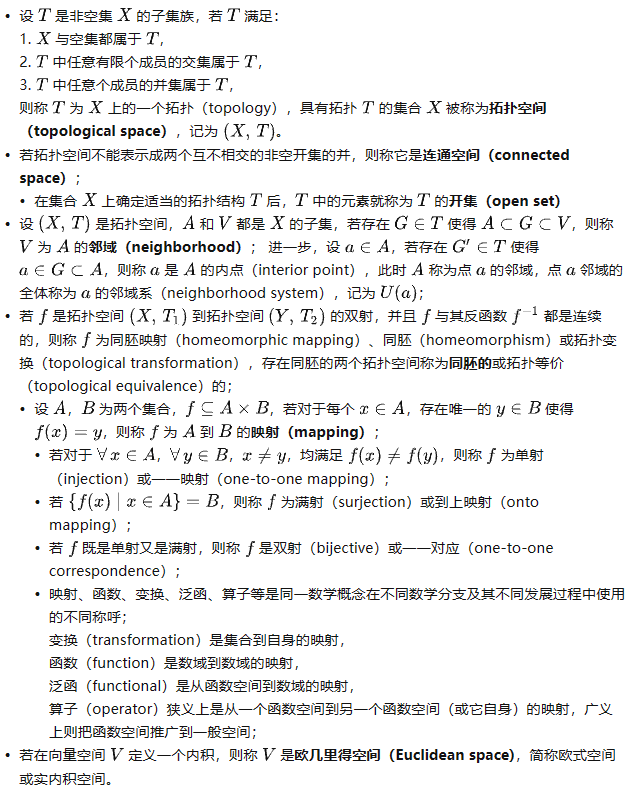 • 设 T 是非空集 X 的子集族，若 T 满足：
1. X 与空集都属于 T，
2. T 中任意有限个成员的交集属于 T，
3. T 中任意个成员的并集属于 T，
则称 T 为 X 上的一个拓扑（topology），具有拓扑 T 的集合 X 被称为拓扑空间
（topological space），记为 (X, T)。
• 若拓扑空间不能表示成两个互不相交的非空开集的并，则称它是连通空间（connected
space）；
• 在集合 X 上确定适当的拓扑结构 T 后，T 中的元素就称为 T 的开集（open set）
• 设 (X, T) 是拓扑空间，A 和 V 都是 X 的子集，若存在 G ∈ T 使得 A ⊂ G ⊂ V，则称
V 为 A 的邻域（neighborhood）； 进一步，设 a ∈ A，若存在 G′ ∈ T 使得
a ∈ G ⊂ A，则称 a 是 A 的内点（interior point），此时 A 称为点 a 的邻域，点 a 邻域的
全体称为 a 的邻域系（neighborhood system），记为 U(a)；
• 若 f 是拓扑空间 (X, T₁) 到拓扑空间 (Y, T₂) 的双射，并且 f 与其反函数 f⁻¹ 都是连续
的，则称 f 为同胚映射（homeomorphic mapping）、同胚（homeomorphism）或拓扑变
换（topological transformation），存在同胚的两个拓扑空间称为同胚的或拓扑等价
（topological equivalence）的；
• 设 A，B 为两个集合，f ⊆ A × B，若对于每个 x ∈ A，存在唯一的 y ∈ B 使得
f(x) = y，则称 f 为 A 到 B 的映射（mapping）；
• 若对于 ∀ x ∈ A，∀ y ∈ B，x ≠ y，均满足 f(x) ≠ f(y)，则称 f 为单射
（injection）或一一映射（one-to-one mapping）；
• 若 {f(x) | x ∈ A} = B，则称 f 为满射（surjection）或到上映射（onto
mapping）；
• 若 f 既是单射又是满射，则称 f 是双射（bijective）或一一对应（one-to-one
correspondence）；
• 映射、函数、变换、泛函、算子等是同一数学概念在不同数学分支及其不同发展过程中使用
的不同称呼；
变换（transformation）是集合到自身的映射，
函数（function）是数域到数域的映射，
泛函（functional）是从函数空间到数域的映射，
算子（operator）狭义上是从一个函数空间到另一个函数空间（或它自身）的映射，广义
上则把函数空间推广到一般空间；
• 若在向量空间 V 定义一个内积，则称 V 是欧几里得空间（Euclidean space），简称欧式空间
或实内积空间。